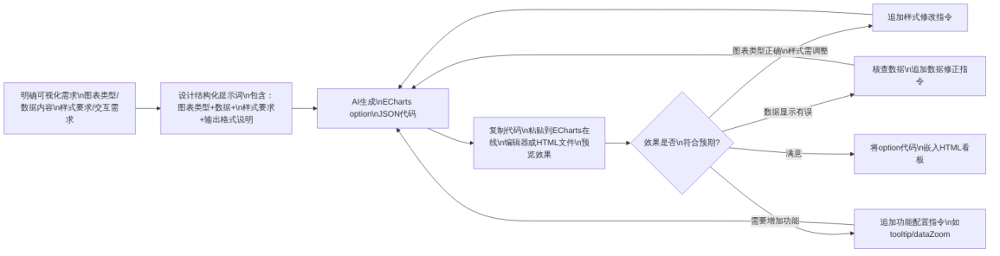 明确可视化需求\n图表类型/
数据内容\n样式要求/交互需
求
设计结构化提示词\n包含：
图表类型+数据+\n样式要求
+输出格式说明
AI生成\nECharts
option\nJSON代码
复制代码\n粘贴到ECharts在
线\n编辑器或HTML文件\n预
览效果
效果是否\n符合预期?
图表类型正确\n样式需调整
数据显示有误
满意
需要增加功能
追加样式修改指令
核查数据\n追加数据修正指
令
将option代码\n嵌入HTML看
板
追加功能配置指令\n如
tooltip/dataZoom